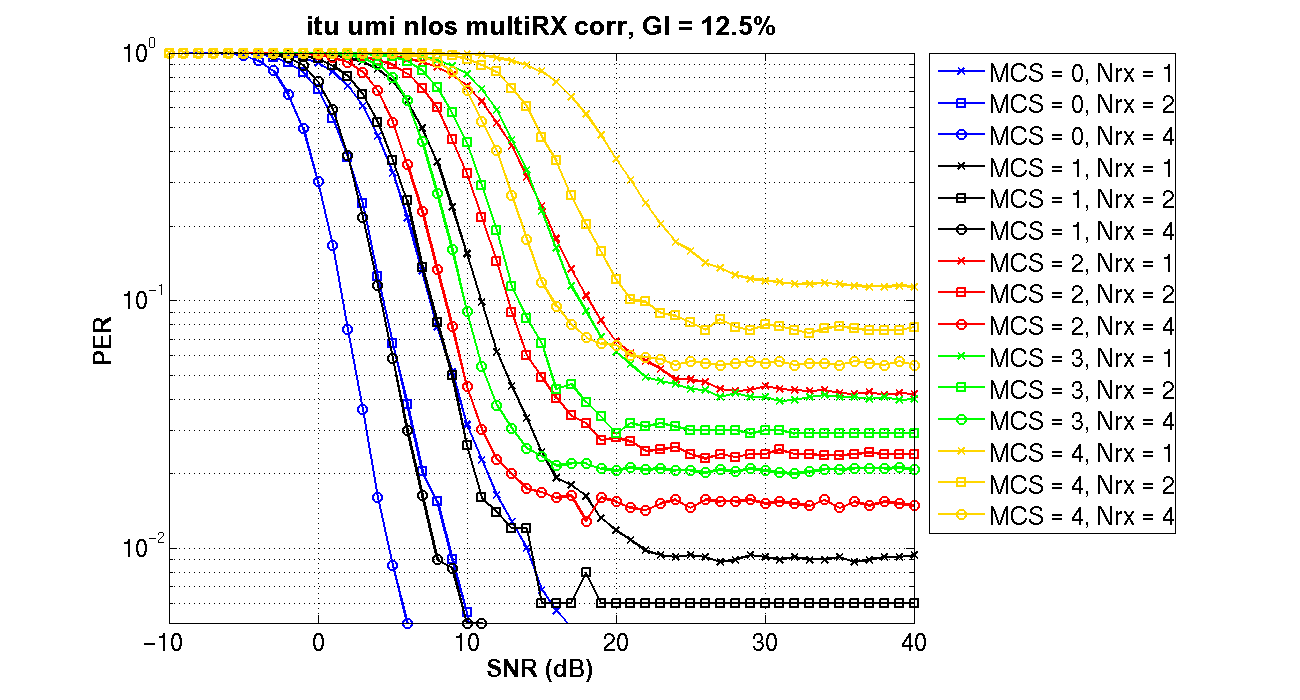 itu umi nlos multiRX corr, GI = 12.5%
PER
10^0
10^-1
10^-2
-10 0 10 20 30 40
SNR (dB)
MCS = 0, Nrx = 1
MCS = 0, Nrx = 2
MCS = 0, Nrx = 4
MCS = 1, Nrx = 1
MCS = 1, Nrx = 2
MCS = 1, Nrx = 4
MCS = 2, Nrx = 1
MCS = 2, Nrx = 2
MCS = 2, Nrx = 4
MCS = 3, Nrx = 1
MCS = 3, Nrx = 2
MCS = 3, Nrx = 4
MCS = 4, Nrx = 1
MCS = 4, Nrx = 2
MCS = 4, Nrx = 4